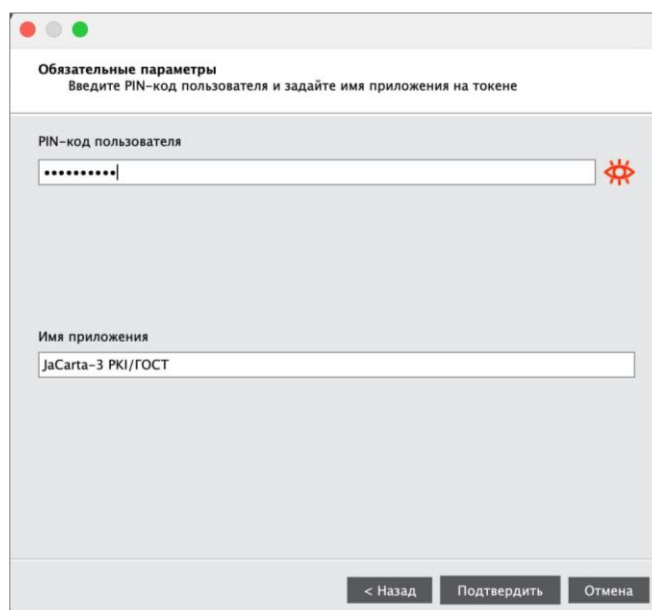 Обязательные параметры
Введите PIN-код пользователя и задайте имя приложения на токене
PIN-код пользователя
••••••••••
Имя приложения
JaCarta-3 PKI/ГОСТ
< Назад
Подтвердить
Отмена